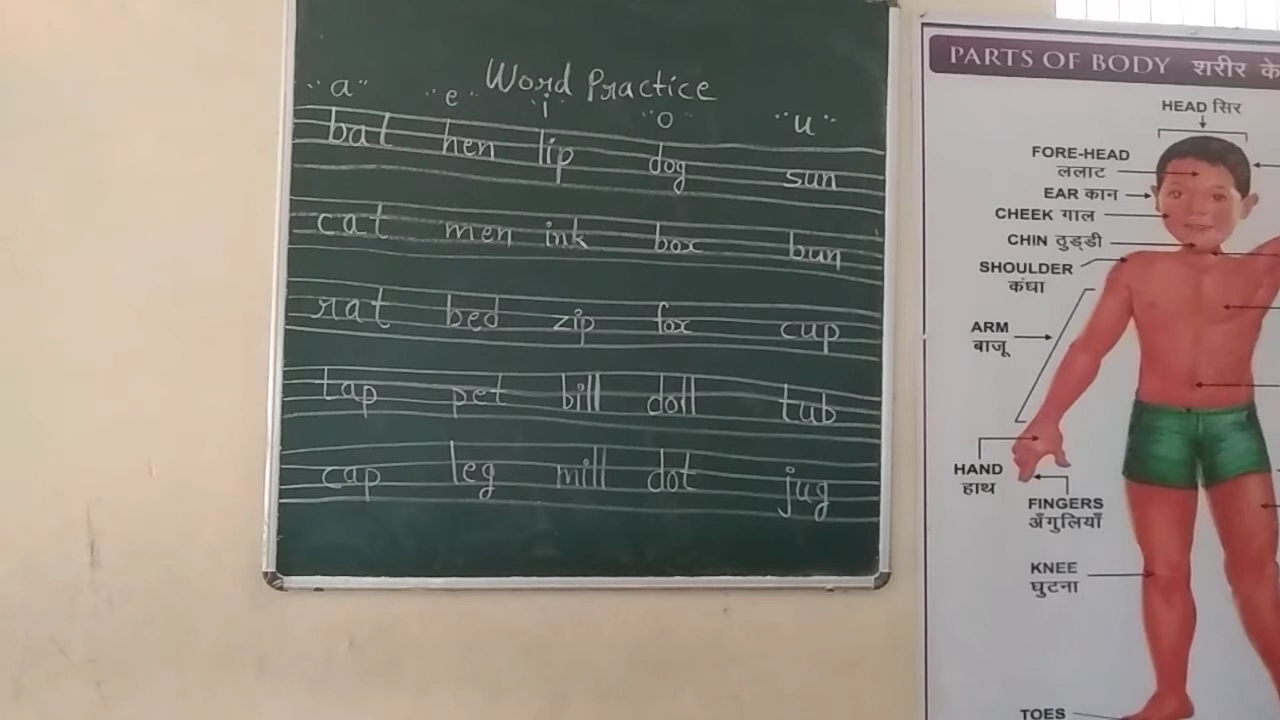 Word Practice
"a" "e" "i" "o" "u"
bat hen lip dog sun
cat men ink box bun
rat bed zip fox cup
tap pet bill doll tub
cap leg mill dot jug
PARTS OF BODY शरीर के
HEAD सिर
FORE-HEAD
ललाट
EAR कान
CHEEK गाल
CHIN ठुड्डी
SHOULDER
कंधा
ARM
बाजू
HAND
हाथ
FINGERS
अँगुलियाँ
KNEE
घुटना
TOES